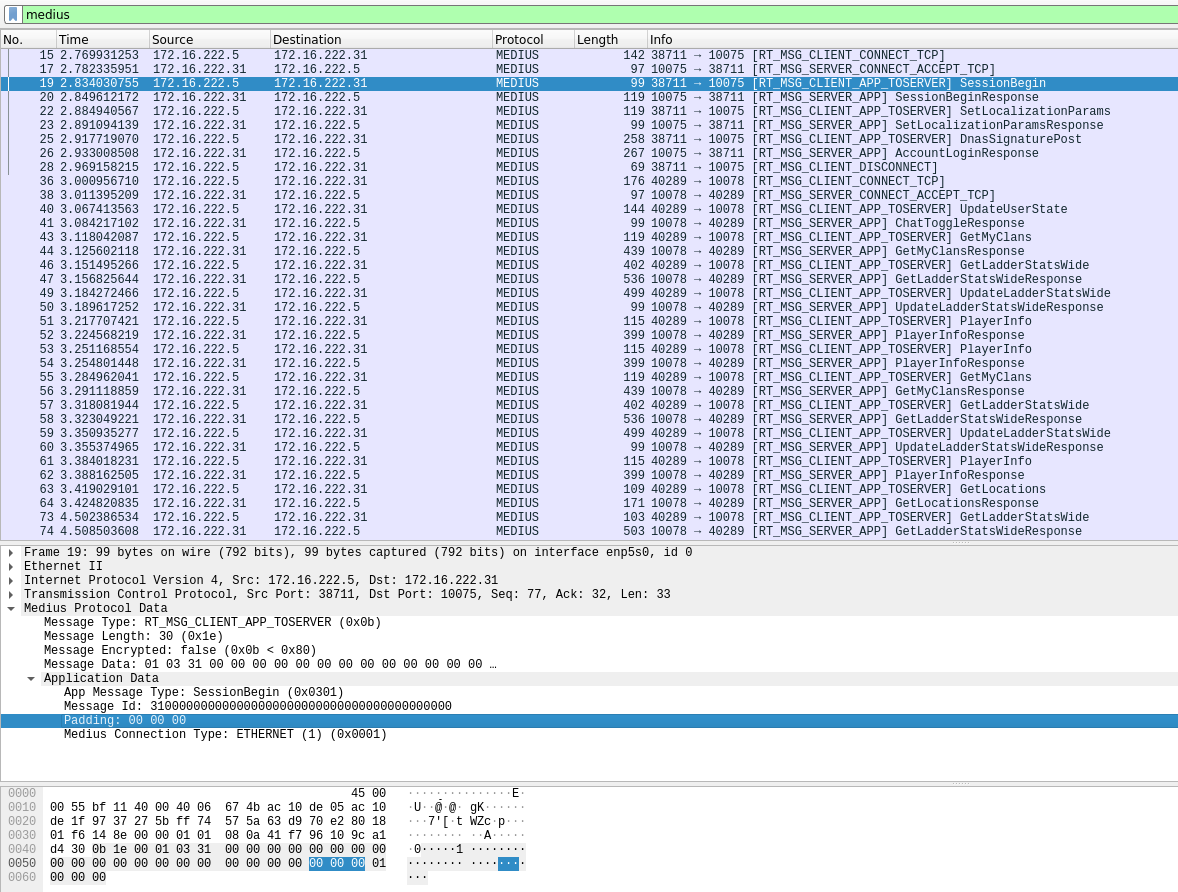 medius
No. Time Source Destination Protocol Length Info
15 2.769931253 172.16.222.5 172.16.222.31 MEDIUS 142 38711 → 10075 [RT_MSG_CLIENT_CONNECT_TCP]
17 2.782335951 172.16.222.31 172.16.222.5 MEDIUS 97 10075 → 38711 [RT_MSG_SERVER_CONNECT_ACCEPT_TCP]
19 2.834030755 172.16.222.5 172.16.222.31 MEDIUS 99 38711 → 10075 [RT_MSG_CLIENT_APP_TOSERVER] SessionBegin
20 2.849612172 172.16.222.31 172.16.222.5 MEDIUS 119 10075 → 38711 [RT_MSG_SERVER_APP] SessionBeginResponse
22 2.884940567 172.16.222.5 172.16.222.31 MEDIUS 119 38711 → 10075 [RT_MSG_CLIENT_APP_TOSERVER] SetLocalizationParams
23 2.891094139 172.16.222.31 172.16.222.5 MEDIUS 99 10075 → 38711 [RT_MSG_SERVER_APP] SetLocalizationParamsResponse
25 2.917719070 172.16.222.5 172.16.222.31 MEDIUS 258 38711 → 10075 [RT_MSG_CLIENT_APP_TOSERVER] DnasSignaturePost
26 2.933008508 172.16.222.31 172.16.222.5 MEDIUS 267 10075 → 38711 [RT_MSG_SERVER_APP] AccountLoginResponse
28 2.969158215 172.16.222.5 172.16.222.31 MEDIUS 69 38711 → 10075 [RT_MSG_CLIENT_DISCONNECT]
36 3.000956710 172.16.222.5 172.16.222.31 MEDIUS 176 40289 → 10078 [RT_MSG_CLIENT_CONNECT_TCP]
38 3.011395209 172.16.222.31 172.16.222.5 MEDIUS 97 10078 → 40289 [RT_MSG_SERVER_CONNECT_ACCEPT_TCP]
40 3.067413563 172.16.222.5 172.16.222.31 MEDIUS 144 40289 → 10078 [RT_MSG_CLIENT_APP_TOSERVER] UpdateUserState
41 3.084217102 172.16.222.31 172.16.222.5 MEDIUS 99 10078 → 40289 [RT_MSG_SERVER_APP] ChatToggleResponse
43 3.118042087 172.16.222.5 172.16.222.31 MEDIUS 119 40289 → 10078 [RT_MSG_CLIENT_APP_TOSERVER] GetMyClans
44 3.125602118 172.16.222.31 172.16.222.5 MEDIUS 439 10078 → 40289 [RT_MSG_SERVER_APP] GetMyClansResponse
46 3.151495266 172.16.222.5 172.16.222.31 MEDIUS 402 40289 → 10078 [RT_MSG_CLIENT_APP_TOSERVER] GetLadderStatsWide
47 3.156825644 172.16.222.31 172.16.222.5 MEDIUS 536 10078 → 40289 [RT_MSG_SERVER_APP] GetLadderStatsWideResponse
49 3.184272466 172.16.222.5 172.16.222.31 MEDIUS 499 40289 → 10078 [RT_MSG_CLIENT_APP_TOSERVER] UpdateLadderStatsWide
50 3.189617252 172.16.222.31 172.16.222.5 MEDIUS 99 10078 → 40289 [RT_MSG_SERVER_APP] UpdateLadderStatsWideResponse
51 3.217707421 172.16.222.5 172.16.222.31 MEDIUS 115 40289 → 10078 [RT_MSG_CLIENT_APP_TOSERVER] PlayerInfo
52 3.224568219 172.16.222.31 172.16.222.5 MEDIUS 399 10078 → 40289 [RT_MSG_SERVER_APP] PlayerInfoResponse
53 3.251168554 172.16.222.5 172.16.222.31 MEDIUS 115 40289 → 10078 [RT_MSG_CLIENT_APP_TOSERVER] PlayerInfo
54 3.254801448 172.16.222.31 172.16.222.5 MEDIUS 399 10078 → 40289 [RT_MSG_SERVER_APP] PlayerInfoResponse
55 3.284962041 172.16.222.5 172.16.222.31 MEDIUS 119 40289 → 10078 [RT_MSG_CLIENT_APP_TOSERVER] GetMyClans
56 3.291118859 172.16.222.31 172.16.222.5 MEDIUS 439 10078 → 40289 [RT_MSG_SERVER_APP] GetMyClansResponse
57 3.318081944 172.16.222.5 172.16.222.31 MEDIUS 402 40289 → 10078 [RT_MSG_CLIENT_APP_TOSERVER] GetLadderStatsWide
58 3.323049221 172.16.222.31 172.16.222.5 MEDIUS 536 10078 → 40289 [RT_MSG_SERVER_APP] GetLadderStatsWideResponse
59 3.350935277 172.16.222.5 172.16.222.31 MEDIUS 499 40289 → 10078 [RT_MSG_CLIENT_APP_TOSERVER] UpdateLadderStatsWide
60 3.355374965 172.16.222.31 172.16.222.5 MEDIUS 99 10078 → 40289 [RT_MSG_SERVER_APP] UpdateLadderStatsWideResponse
61 3.384018231 172.16.222.5 172.16.222.31 MEDIUS 115 40289 → 10078 [RT_MSG_CLIENT_APP_TOSERVER] PlayerInfo
62 3.388162505 172.16.222.31 172.16.222.5 MEDIUS 399 10078 → 40289 [RT_MSG_SERVER_APP] PlayerInfoResponse
63 3.419029101 172.16.222.5 172.16.222.31 MEDIUS 109 40289 → 10078 [RT_MSG_CLIENT_APP_TOSERVER] GetLocations
64 3.424820835 172.16.222.31 172.16.222.5 MEDIUS 171 10078 → 40289 [RT_MSG_SERVER_APP] GetLocationsResponse
73 4.502386534 172.16.222.5 172.16.222.31 MEDIUS 103 40289 → 10078 [RT_MSG_CLIENT_APP_TOSERVER] GetLadderStatsWide
74 4.508503608 172.16.222.31 172.16.222.5 MEDIUS 503 10078 → 40289 [RT_MSG_SERVER_APP] GetLadderStatsWideResponse
Frame 19: 99 bytes on wire (792 bits), 99 bytes captured (792 bits) on interface enp5s0, id 0
Ethernet II
Internet Protocol Version 4, Src: 172.16.222.5, Dst: 172.16.222.31
Transmission Control Protocol, Src Port: 38711, Dst Port: 10075, Seq: 77, Ack: 32, Len: 33
Medius Protocol Data
Message Type: RT_MSG_CLIENT_APP_TOSERVER (0x0b)
Message Length: 30 (0x1e)
Message Encrypted: false (0x0b < 0x80)
Message Data: 01 03 31 00 00 00 00 00 00 00 00 00 00 00 00 00 …
Application Data
App Message Type: SessionBegin (0x0301)
Message Id: 310000000000000000000000000000000000000000
Padding: 00 00 00
Medius Connection Type: ETHERNET (1) (0x0001)
0000 45 00 ··············E·
0010 00 55 bf 11 40 00 40 06 67 4b ac 10 de 05 ac 10 ·U··@·@· gK······
0020 de 1f 97 37 27 5b ff 74 57 5a 63 d9 70 e2 80 18 ···7'[·t WZc·p···
0030 01 f6 14 8e 00 00 01 01 08 0a 41 f7 96 10 9c a1 ········ ··A·····
0040 d4 30 0b 1e 00 01 03 31 00 00 00 00 00 00 00 00 ·0·····1 ········
0050 00 00 00 00 00 00 00 00 00 00 00 00 00 00 00 01 ········ ········
0060 00 00 00 ···